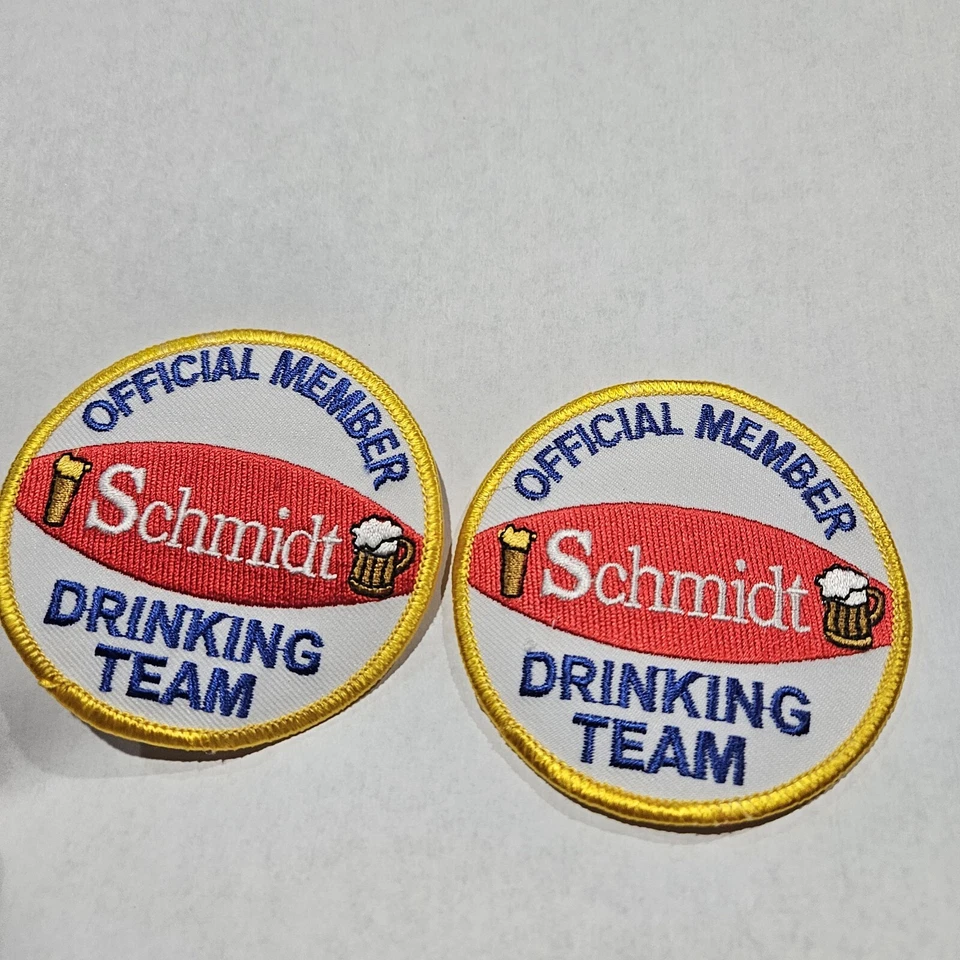 OFFICIAL MEMBER
Schmidt
DRINKING
TEAM
OFFICIAL MEMBER
Schmidt
DRINKING
TEAM